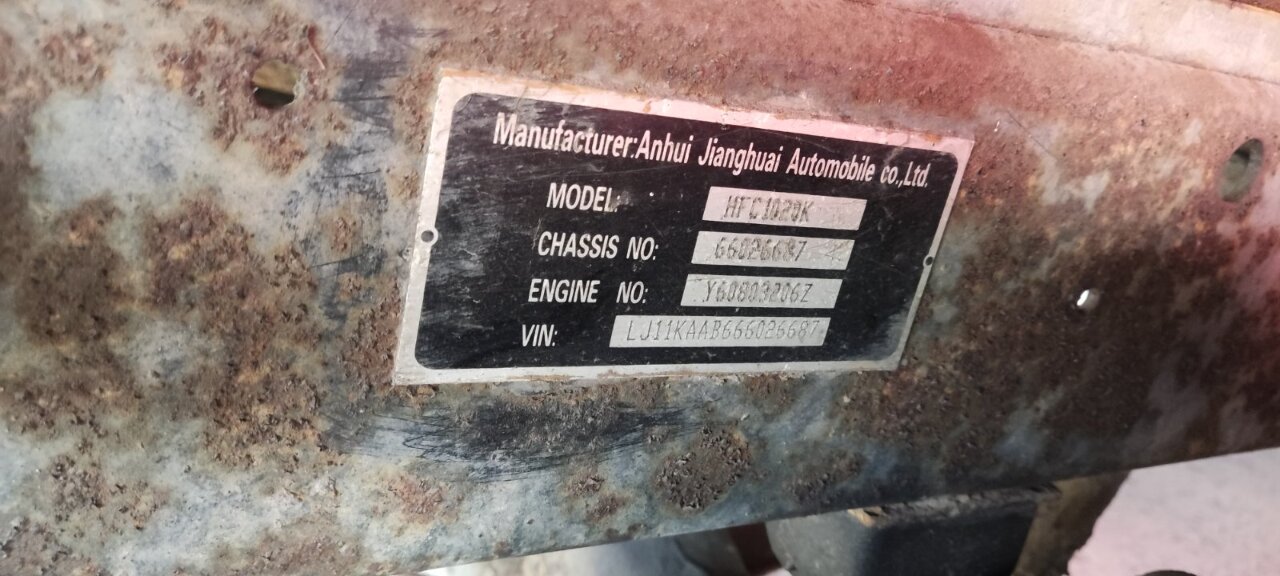 Manufacturer:Anhui Jianghuai Automobile co.,Ltd.
MODEL: HFC1020K
CHASSIS NO: 66026687
ENGINE NO: Y60803206Z
VIN: LJ11KAAB666026687